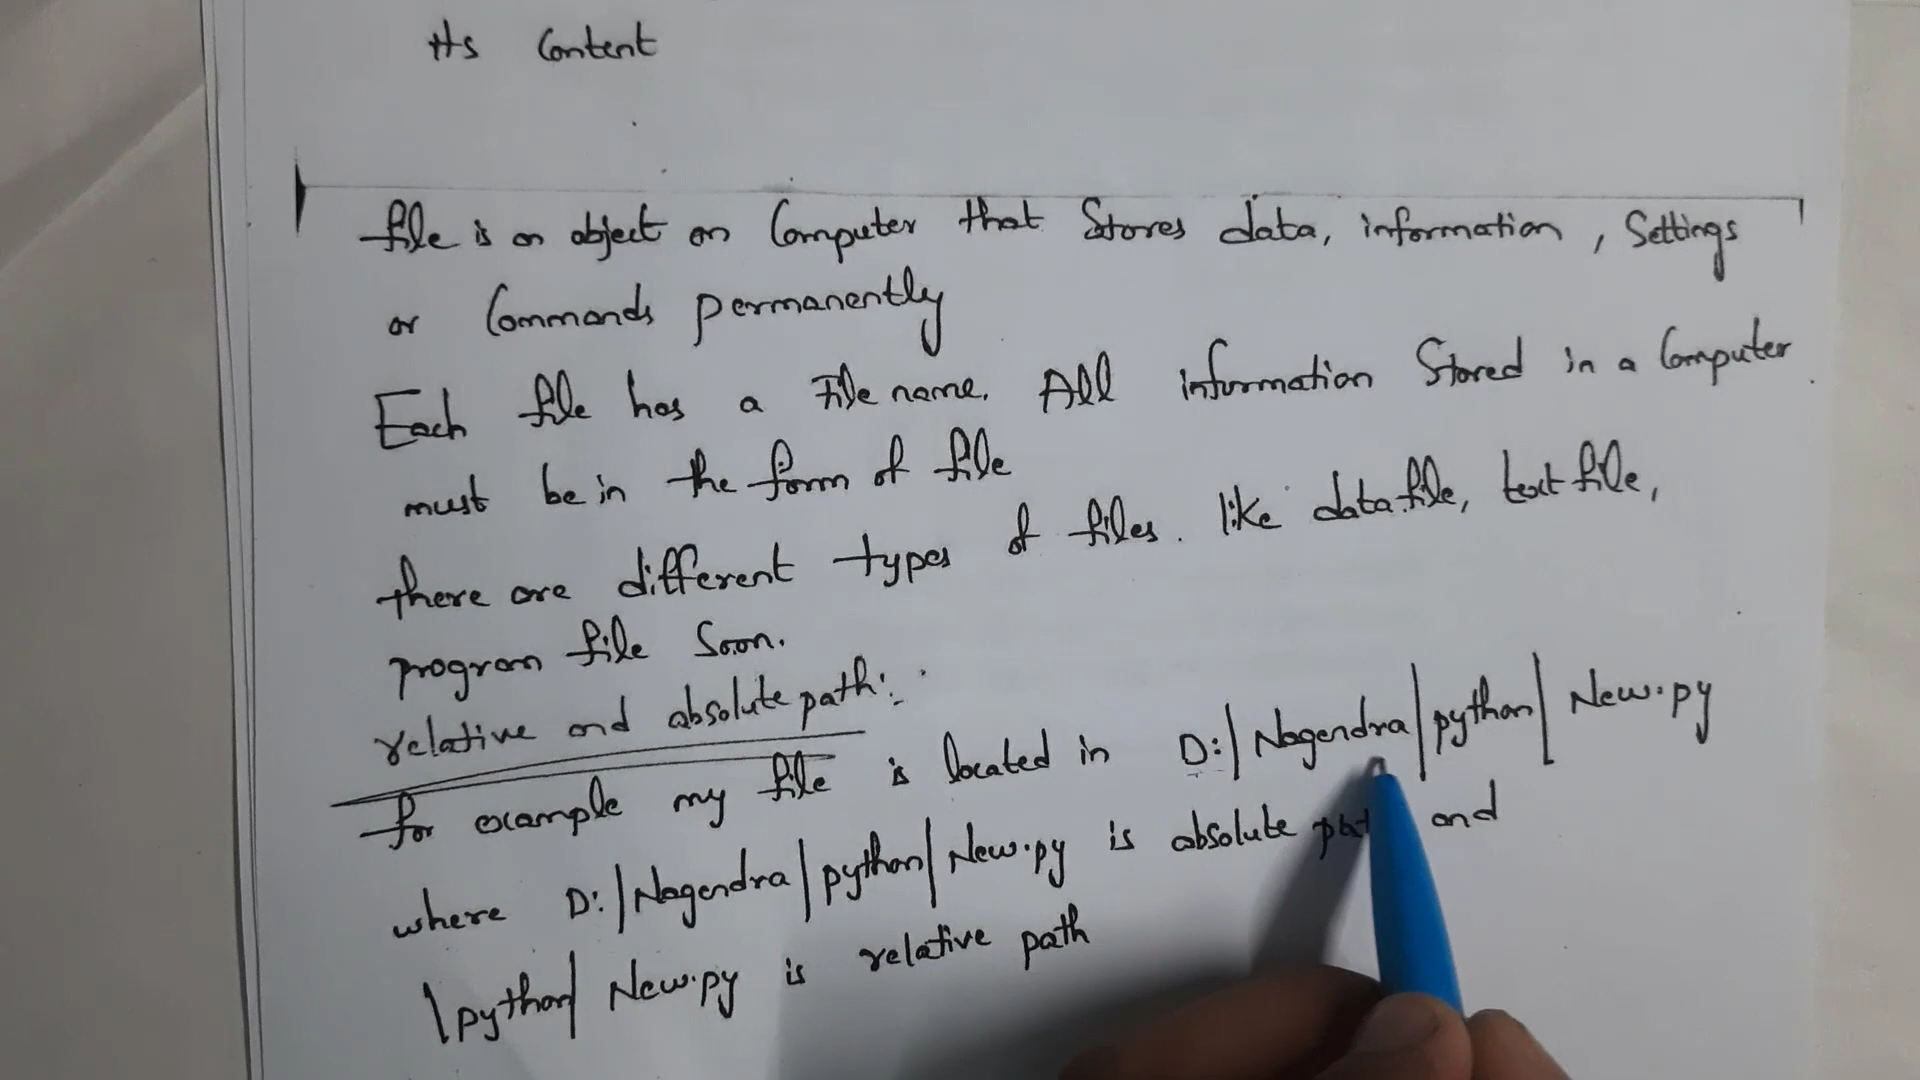 its Content
file is an object on Computer that Stores data, information, Settings
or Commands permanently
Each file has a File name. All information Stored in a Computer
must be in the form of file
there are different types of files. like data file, text file,
program file Soon.
relative and absolute path:-
for example my file is located in D:/Nagendra/python/New.py
where D:/Nagendra/python/New.py is absolute and
\python/New.py is relative path